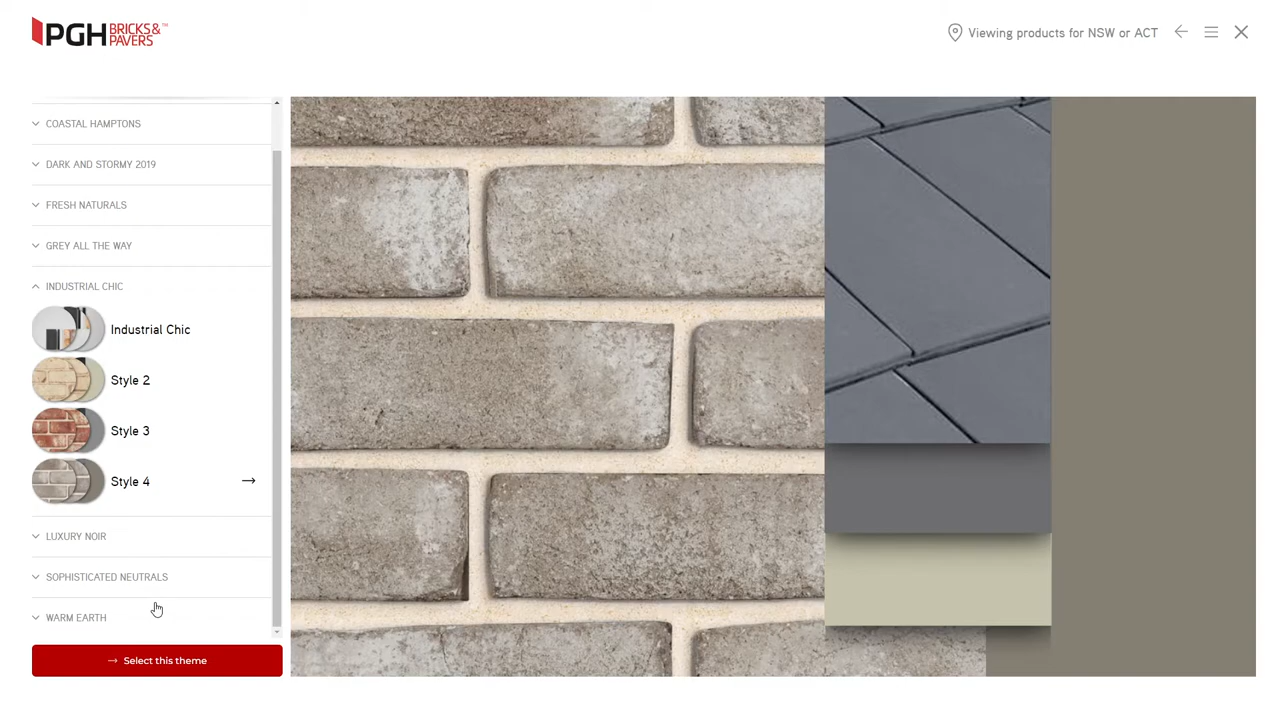 PGH BRICKS & PAVERS™
Viewing products for NSW or ACT
COASTAL HAMPTONS
DARK AND STORMY 2019
FRESH NATURALS
GREY ALL THE WAY
INDUSTRIAL CHIC
Industrial Chic
Style 2
Style 3
Style 4
LUXURY NOIR
SOPHISTICATED NEUTRALS
WARM EARTH
Select this theme